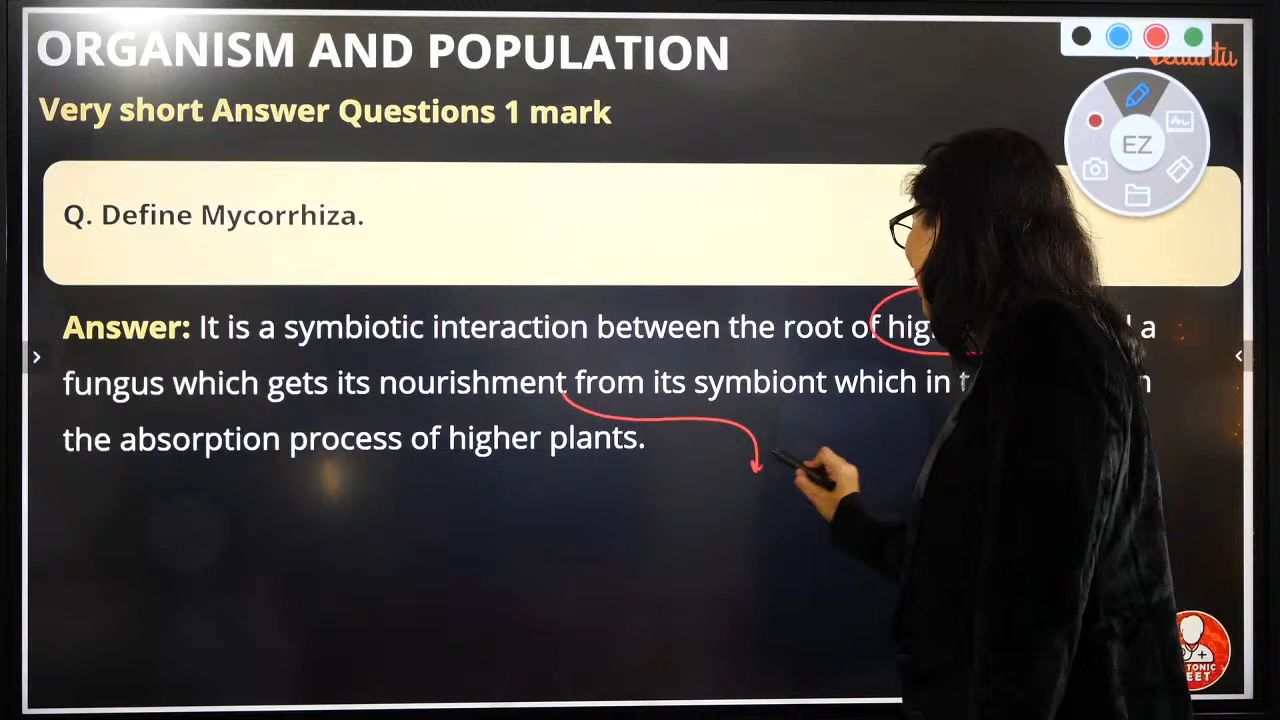 ORGANISM AND POPULATION
Very short Answer Questions 1 mark
EZ
Q. Define Mycorrhiza.
Answer: It is a symbiotic interaction between the root of a
fungus which gets its nourishment from its symbiont which in
the absorption process of higher plants.